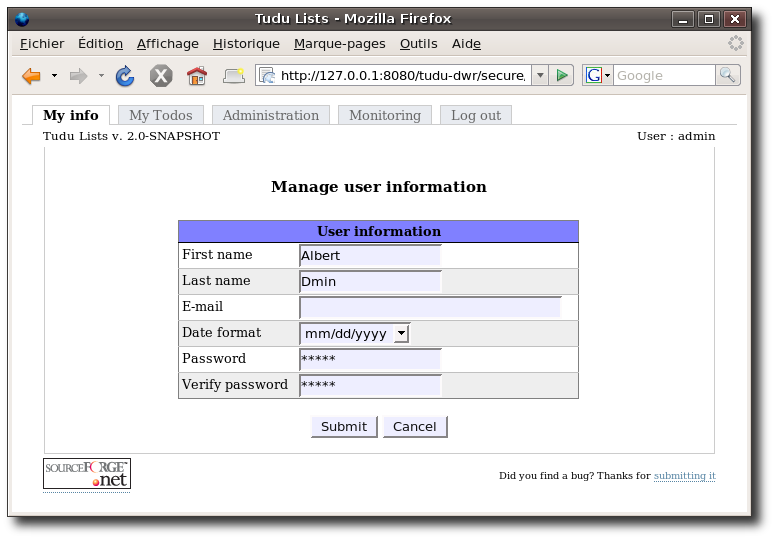 Tudu Lists - Mozilla Firefox
Fichier Édition Affichage Historique Marque-pages Outils Aide
http://127.0.0.1:8080/tudu-dwr/secure, G Google
My info My Todos Administration Monitoring Log out
Tudu Lists v. 2.0-SNAPSHOT User : admin
Manage user information
User information
First name Albert
Last name Dmin
E-mail
Date format mm/dd/yyyy
Password *****
Verify password *****
Submit Cancel
SOURCEFORGE™
.net
Did you find a bug? Thanks for submitting it